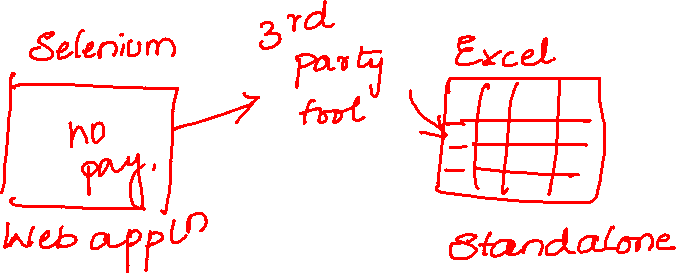 Selenium
no
pay.
Web appln
3rd
party
tool
Excel
Standalone